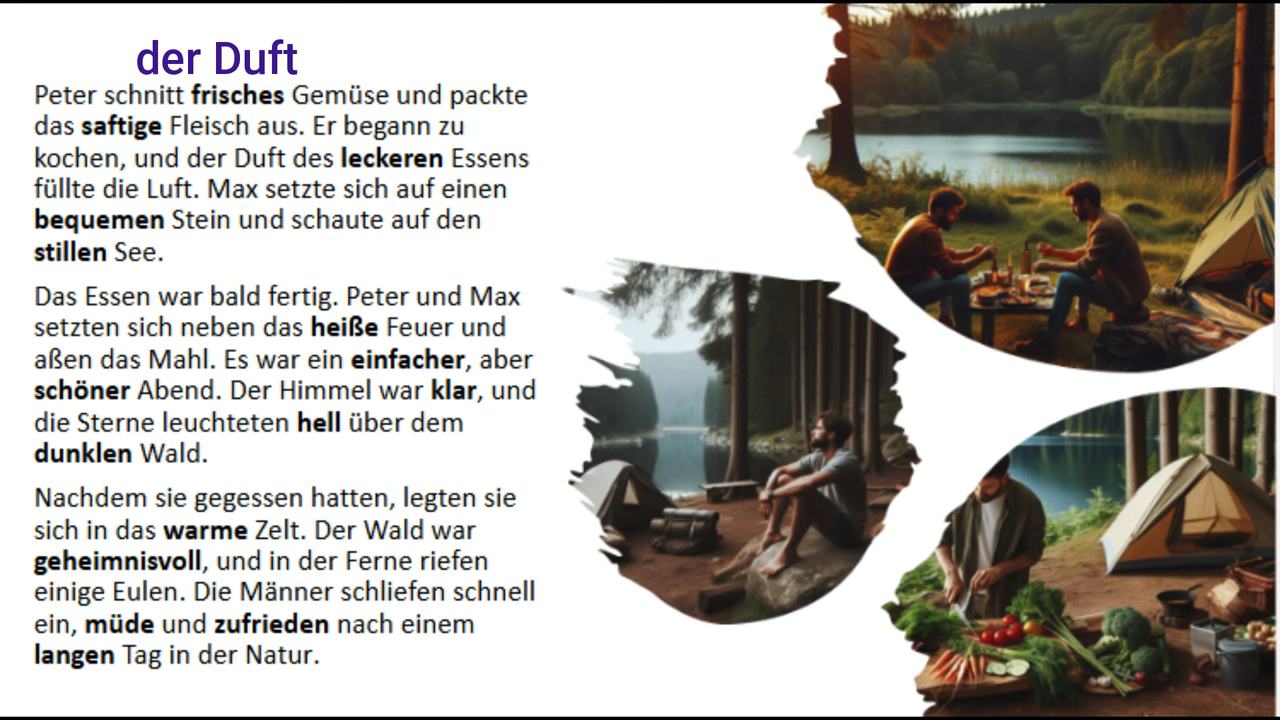 der Duft
Peter schnitt frisches Gemüse und packte
das saftige Fleisch aus. Er begann zu
kochen, und der Duft des leckeren Essens
füllte die Luft. Max setzte sich auf einen
bequemen Stein und schaute auf den
stillen See.
Das Essen war bald fertig. Peter und Max
setzten sich neben das heiße Feuer und
aßen das Mahl. Es war ein einfacher, aber
schöner Abend. Der Himmel war klar, und
die Sterne leuchteten hell über dem
dunklen Wald.
Nachdem sie gegessen hatten, legten sie
sich in das warme Zelt. Der Wald war
geheimnisvoll, und in der Ferne riefen
einige Eulen. Die Männer schliefen schnell
ein, müde und zufrieden nach einem
langen Tag in der Natur.